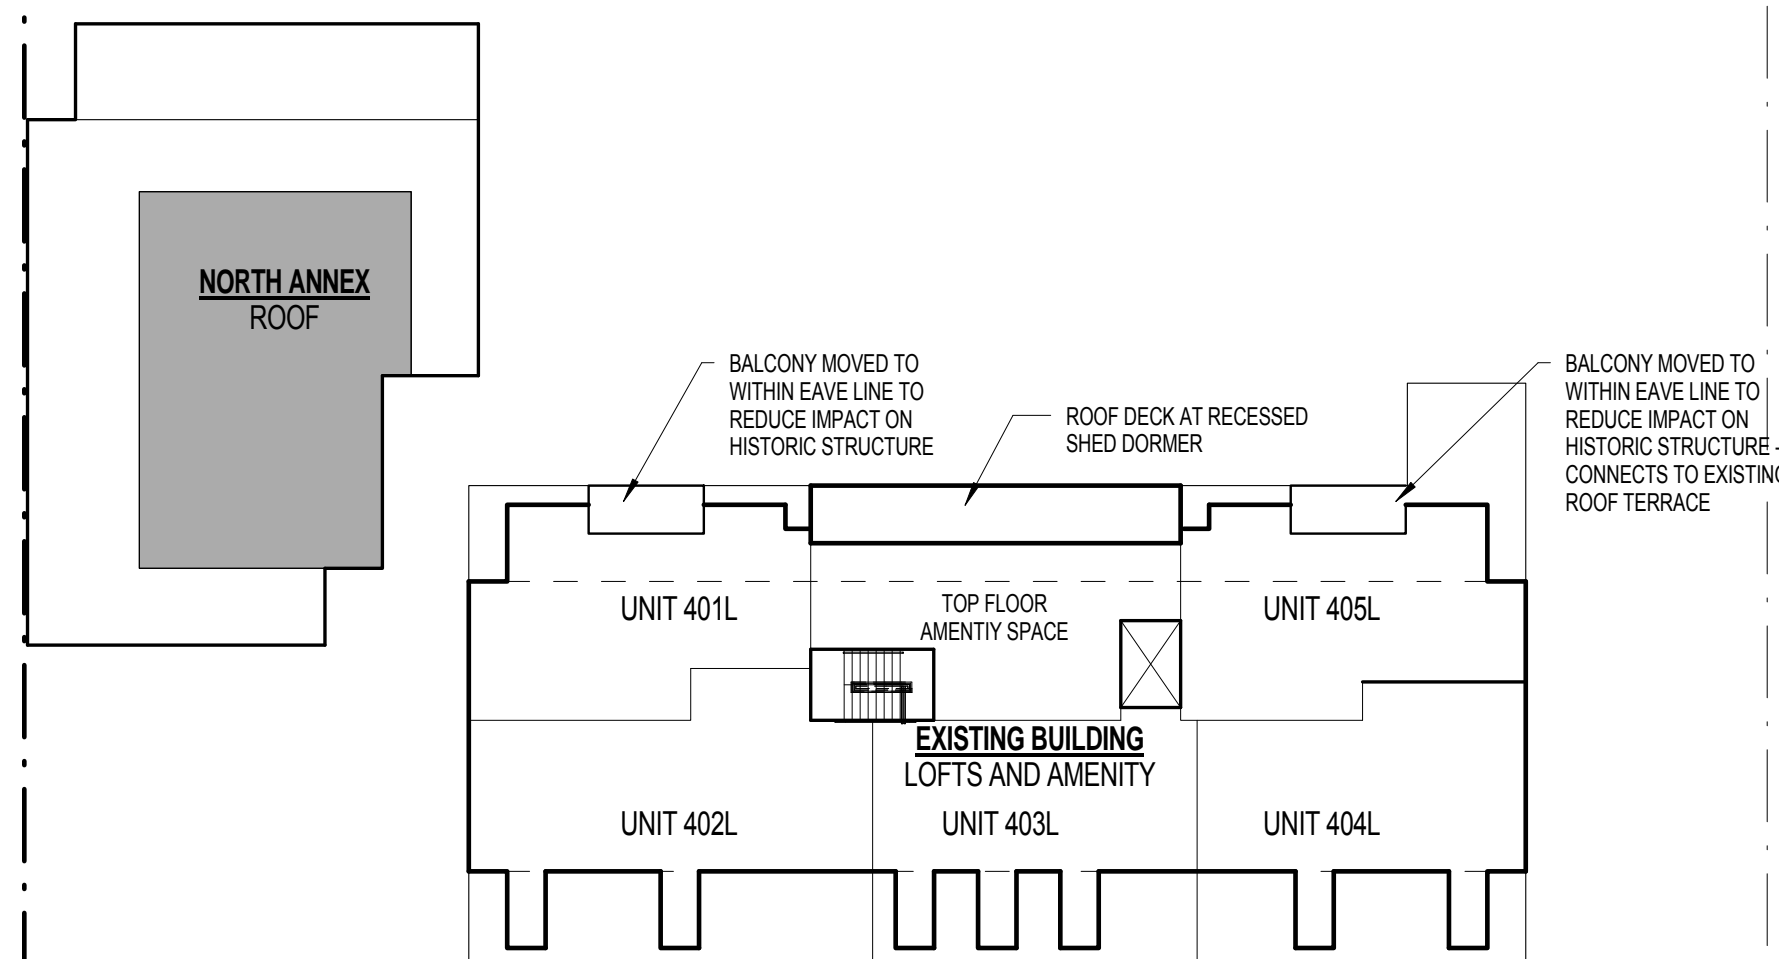 NORTH ANNEX
ROOF
BALCONY MOVED TO
WITHIN EAVE LINE TO
REDUCE IMPACT ON
HISTORIC STRUCTURE
ROOF DECK AT RECESSED
SHED DORMER
BALCONY MOVED TO
WITHIN EAVE LINE TO
REDUCE IMPACT ON
HISTORIC STRUCTURE -
CONNECTS TO EXISTING
ROOF TERRACE
UNIT 401L
TOP FLOOR
AMENTIY SPACE
UNIT 405L
EXISTING BUILDING
LOFTS AND AMENITY
UNIT 402L
UNIT 403L
UNIT 404L